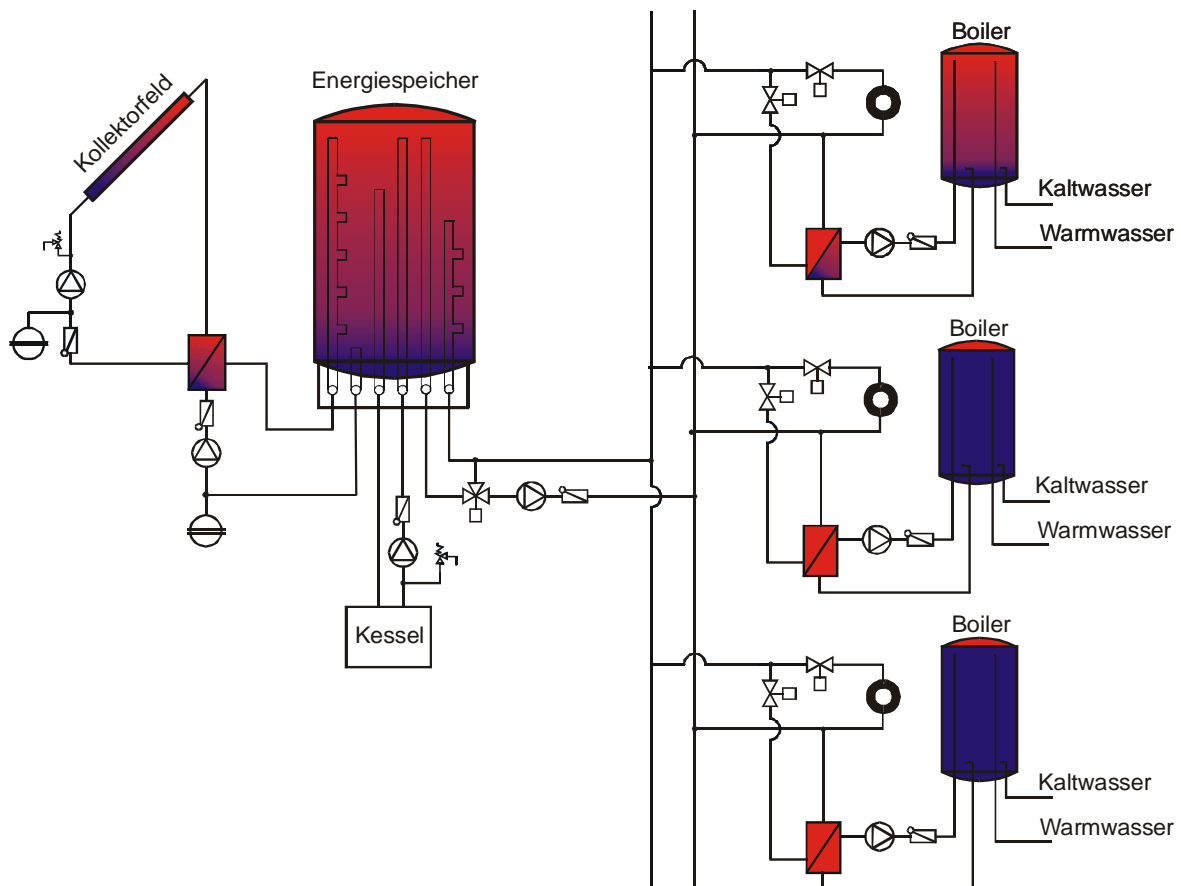 Boiler
Energiespeicher
Kollektorfeld
Kaltwasser
Warmwasser
Boiler
Kaltwasser
Warmwasser
Boiler
Kessel
Kaltwasser
Warmwasser